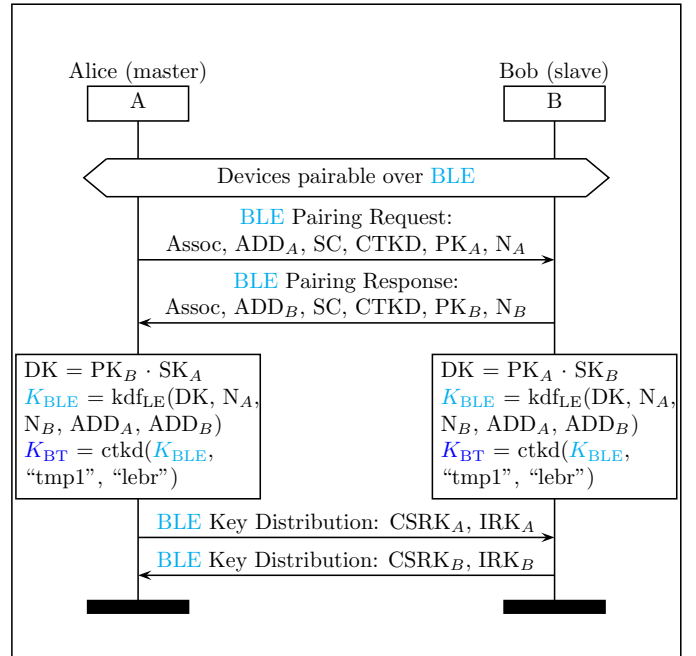 Alice (master) Bob (slave)
A B
Devices pairable over BLE
BLE Pairing Request:
Assoc, ADD_A, SC, CTKD, PK_A, N_A
BLE Pairing Response:
Assoc, ADD_B, SC, CTKD, PK_B, N_B
DK = PK_B · SK_A
K_BLE = kdf_LE(DK, N_A,
N_B, ADD_A, ADD_B)
K_BT = ctkd(K_BLE,
“tmp1”, “lebr”)
DK = PK_A · SK_B
K_BLE = kdf_LE(DK, N_A,
N_B, ADD_A, ADD_B)
K_BT = ctkd(K_BLE,
“tmp1”, “lebr”)
BLE Key Distribution: CSRK_A, IRK_A
BLE Key Distribution: CSRK_B, IRK_B